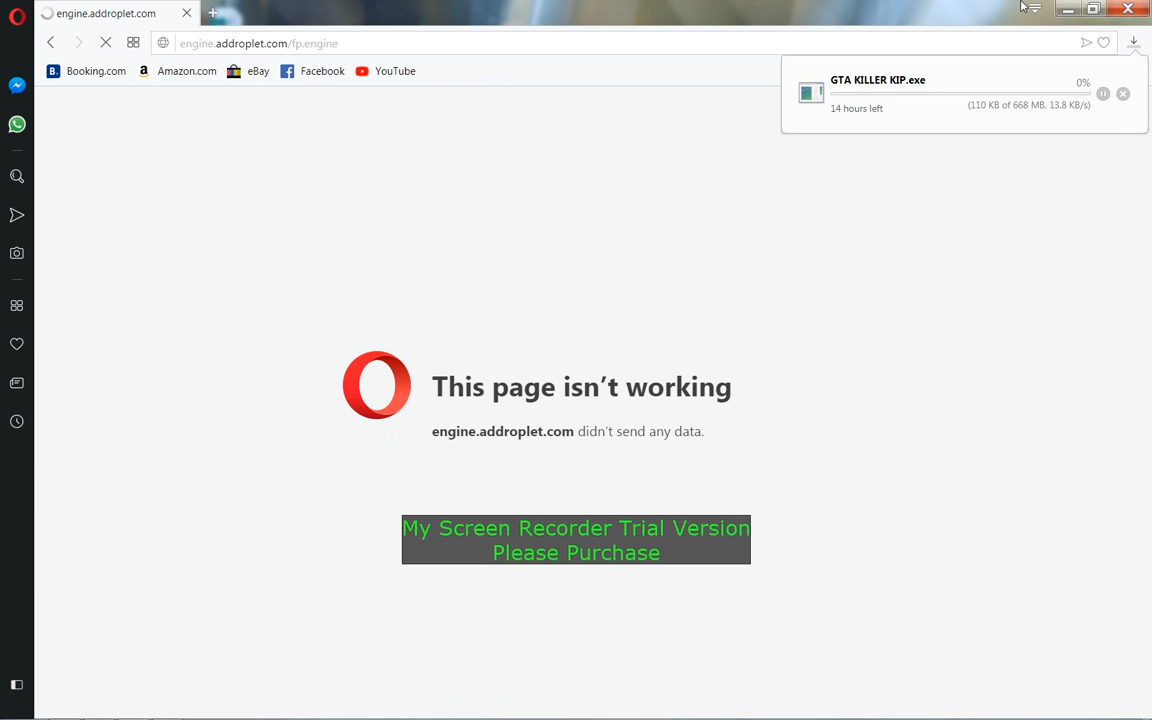 engine.addroplet.com
engine.addroplet.com/fp.engine
B. Booking.com
a Amazon.com
eBay
Facebook
YouTube
GTA KILLER KIP.exe
0%
14 hours left
(110 KB of 668 MB, 13.8 KB/s)
This page isn’t working
engine.addroplet.com didn’t send any data.
My Screen Recorder Trial Version
Please Purchase